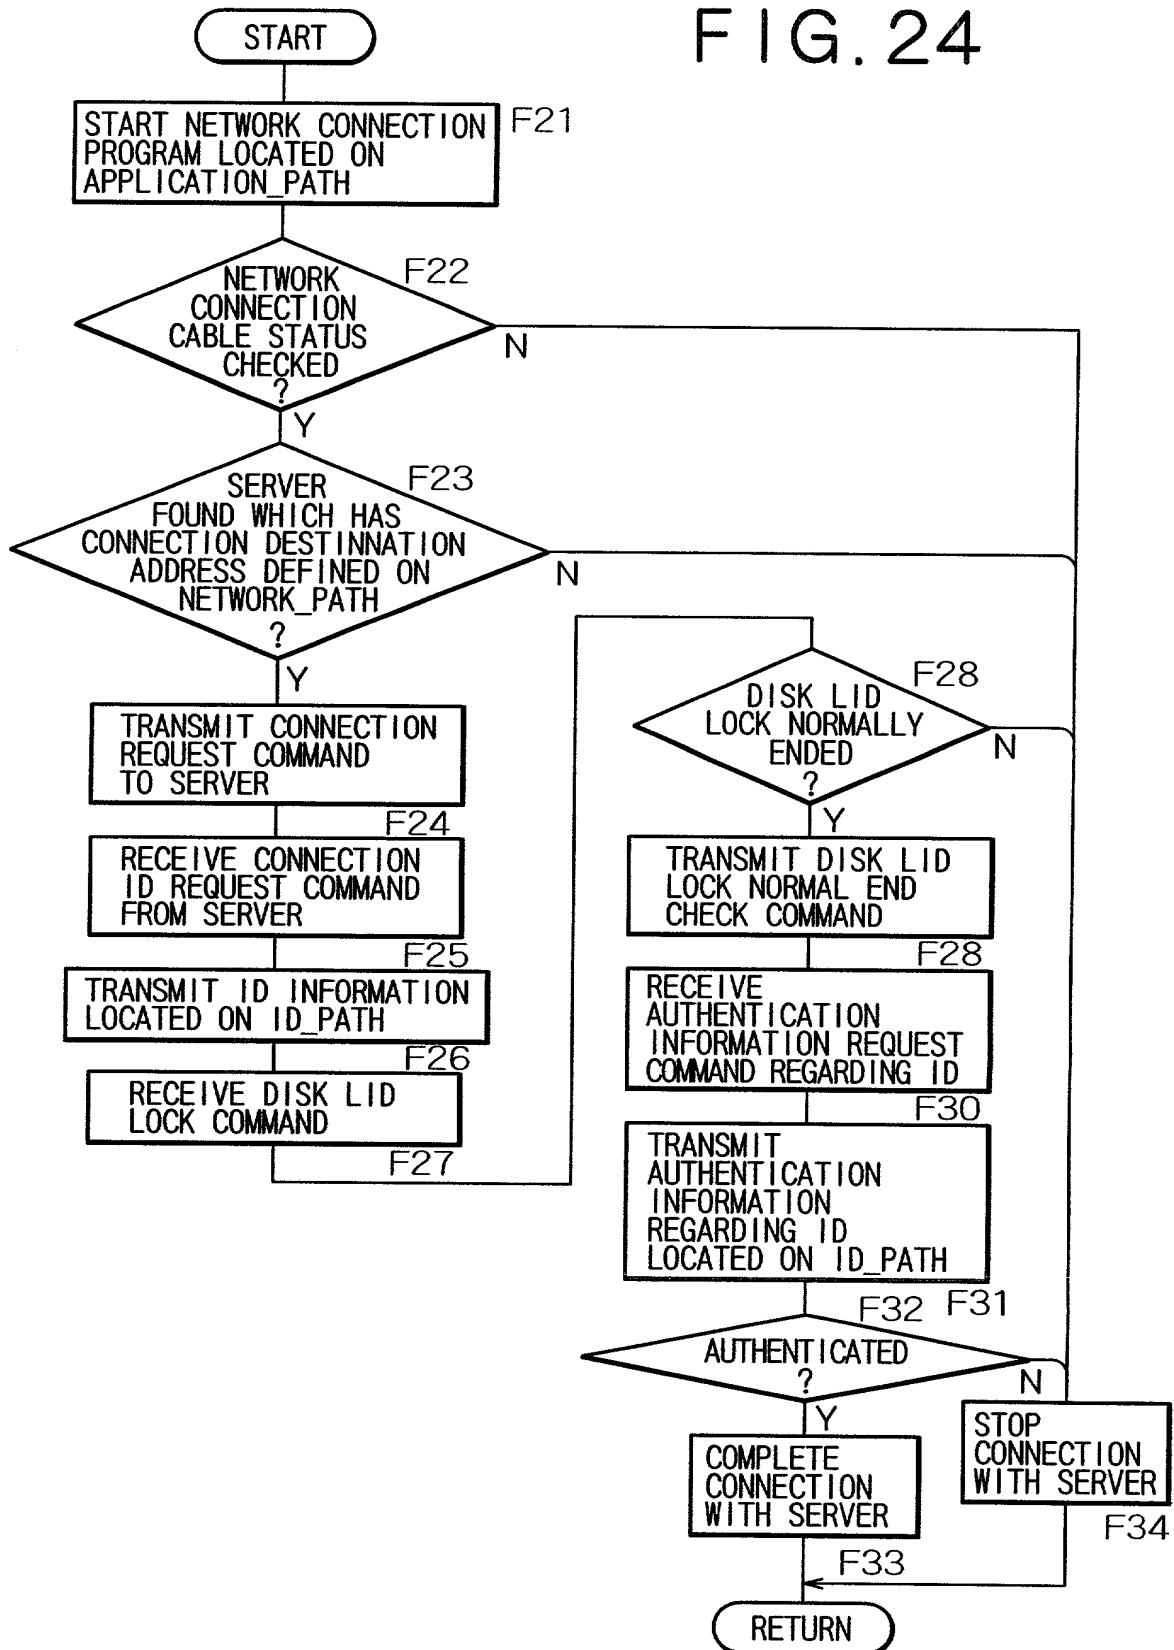 FIG. 24
START
START NETWORK CONNECTION
PROGRAM LOCATED ON
APPLICATION_PATH
F21
NETWORK
CONNECTION
CABLE STATUS
CHECKED
?
F22
N
Y
SERVER
FOUND WHICH HAS
CONNECTION DESTINNATION
ADDRESS DEFINED ON
NETWORK_PATH
?
F23
N
Y
TRANSMIT CONNECTION
REQUEST COMMAND
TO SERVER
F24
RECEIVE CONNECTION
ID REQUEST COMMAND
FROM SERVER
F25
TRANSMIT ID INFORMATION
LOCATED ON ID_PATH
F26
RECEIVE DISK LID
LOCK COMMAND
F27
DISK LID
LOCK NORMALLY
ENDED
?
F28
N
Y
TRANSMIT DISK LID
LOCK NORMAL END
CHECK COMMAND
F28
RECEIVE
AUTHENTICATION
INFORMATION REQUEST
COMMAND REGARDING ID
F30
TRANSMIT
AUTHENTICATION
INFORMATION
REGARDING ID
LOCATED ON ID_PATH
F31
F32
AUTHENTICATED
?
N
Y
COMPLETE
CONNECTION
WITH SERVER
F33
STOP
CONNECTION
WITH SERVER
F34
RETURN